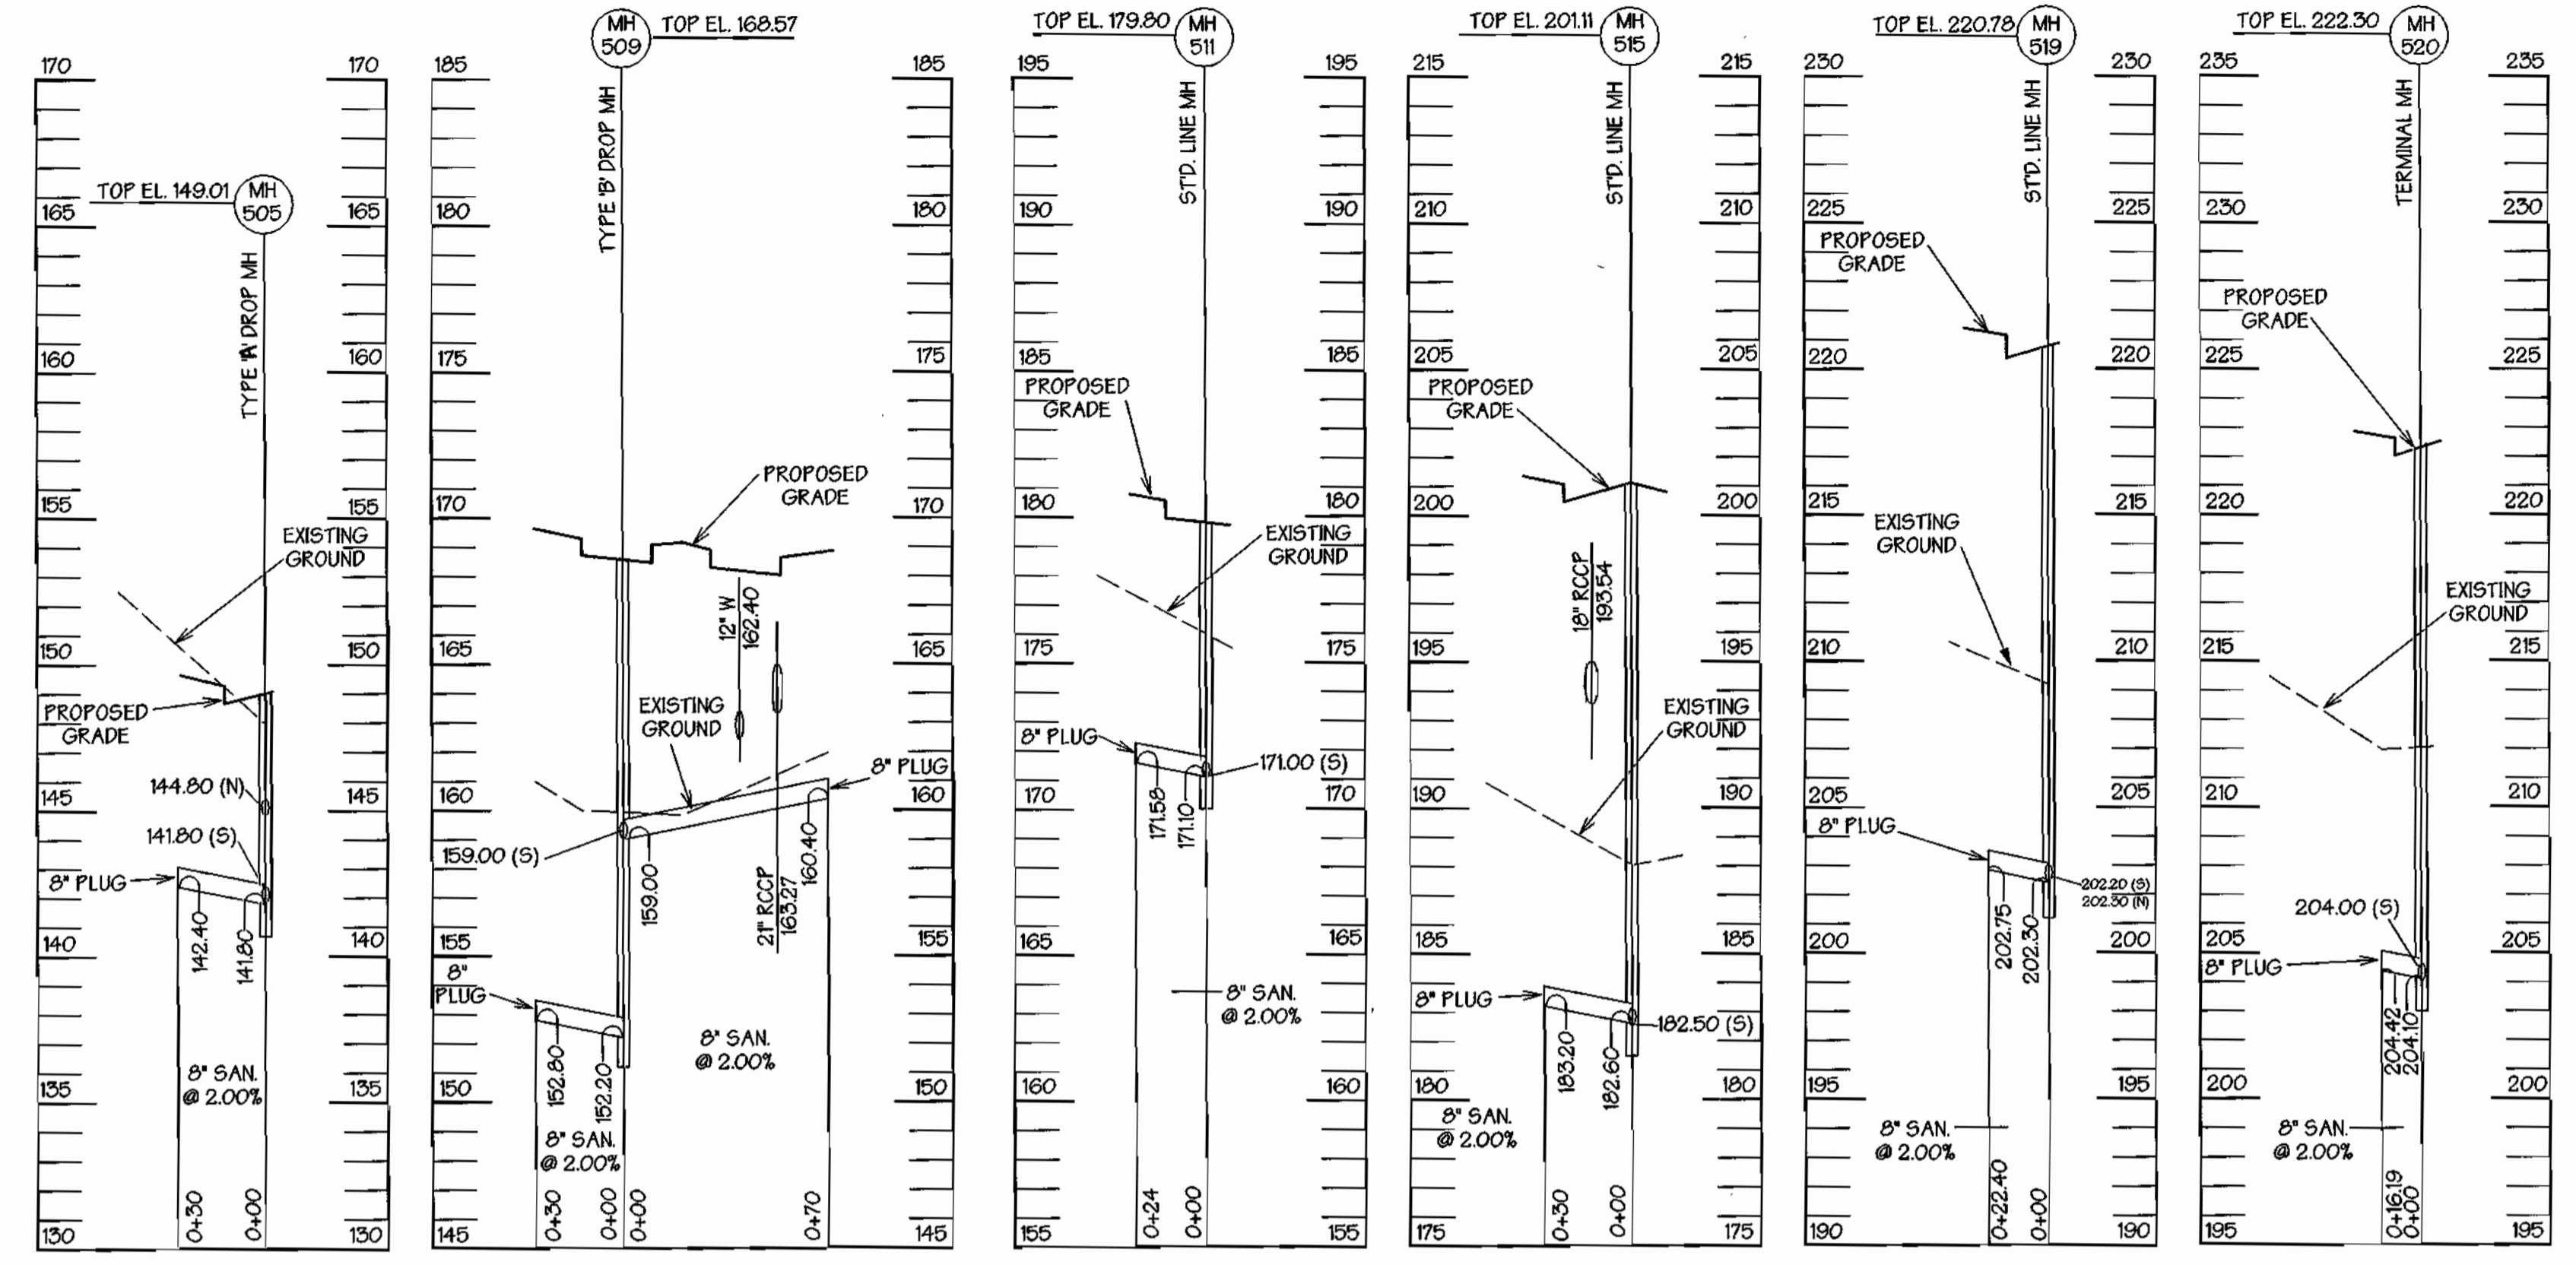 TOP EL. 149.01
MH
505
TYPE 'A' DROP MH
170
165
160
155
150
145
140
135
130
170
165
160
155
150
145
140
135
130
EXISTING
GROUND
PROPOSED
GRADE
144.80 (N)
141.80 (S)
8" PLUG
142.40
141.80
8" SAN.
@ 2.00%
0+30
0+00
MH
509
TOP EL. 168.57
TYPE 'B' DROP MH
185
180
175
170
165
160
155
150
145
185
180
175
170
165
160
155
150
145
PROPOSED
GRADE
12" W
162.40
EXISTING
GROUND
8" PLUG
159.00 (S)
159.00
21" RCCP
163.27
160.40
8"
PLUG
152.80
152.20
8" SAN.
@ 2.00%
8" SAN.
@ 2.00%
0+30
0+00
0+00
0+70
TOP EL. 179.80
MH
511
ST'D. LINE MH
195
190
185
180
175
170
165
160
155
195
190
185
180
175
170
165
160
155
PROPOSED
GRADE
EXISTING
GROUND
8" PLUG
171.00 (S)
171.58
171.10
8" SAN.
@ 2.00%
0+24
0+00
TOP EL. 201.11
MH
515
ST'D. LINE MH
215
210
205
200
195
190
185
180
175
215
210
205
200
195
190
185
180
175
PROPOSED
GRADE
18" RCCP
193.54
EXISTING
GROUND
8" PLUG
182.50 (S)
183.20
182.60
8" SAN.
@ 2.00%
0+30
0+00
TOP EL. 220.78
MH
519
ST'D. LINE MH
230
225
220
215
210
205
200
195
190
230
225
220
215
210
205
200
195
190
PROPOSED
GRADE
EXISTING
GROUND
8" PLUG
202.20 (S)
202.30 (N)
202.75
202.30
8" SAN.
@ 2.00%
0+22.40
0+00
TOP EL. 222.30
MH
520
TERMINAL MH
235
230
225
220
215
210
205
200
195
235
230
225
220
215
210
205
200
195
PROPOSED
GRADE
EXISTING
GROUND
204.00 (S)
8" PLUG
204.42
204.10
8" SAN.
@ 2.00%
0+16.19
0+00